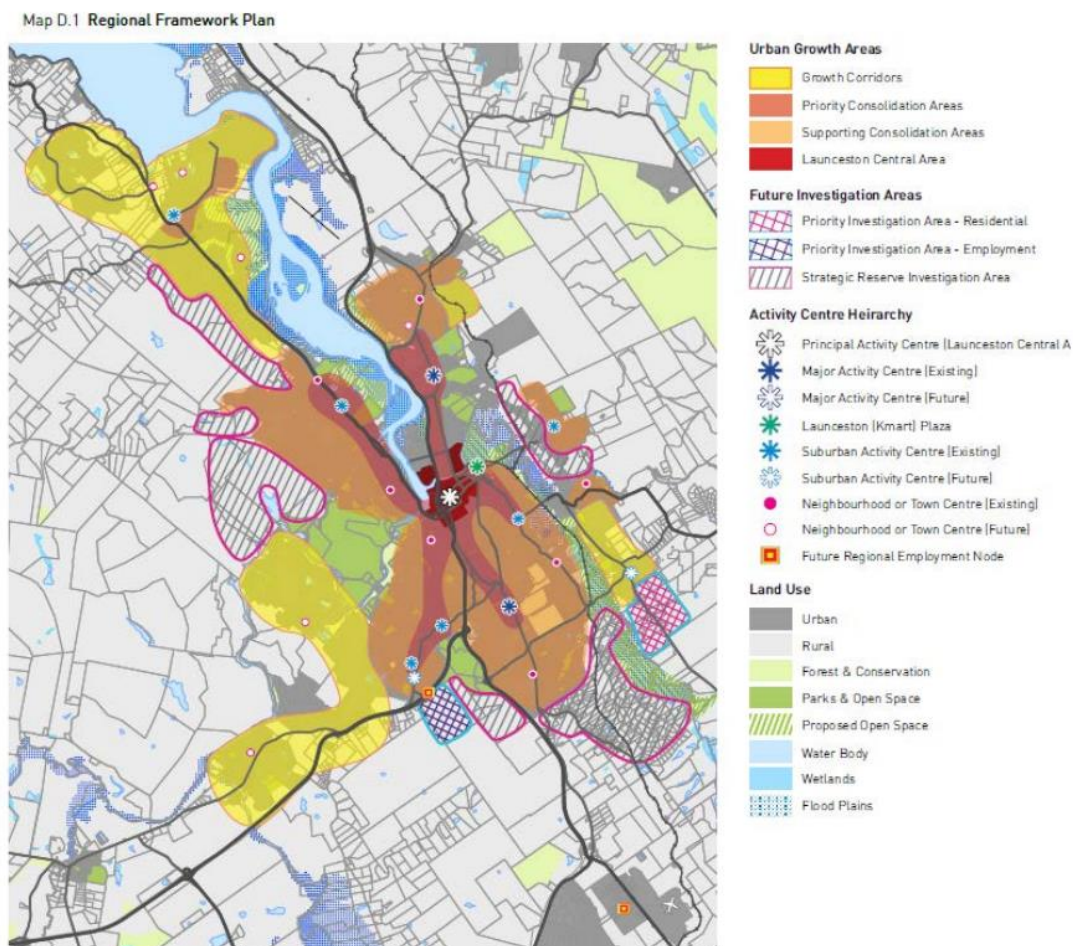 Map D.1 Regional Framework Plan
Urban Growth Areas
Growth Corridors
Priority Consolidation Areas
Supporting Consolidation Areas
Launceston Central Area
Future Investigation Areas
Priority Investigation Area - Residential
Priority Investigation Area - Employment
Strategic Reserve Investigation Area
Activity Centre Heirarchy
Principal Activity Centre (Launceston Central A
Major Activity Centre (Existing)
Major Activity Centre (Future)
Launceston (Kmart) Plaza
Suburban Activity Centre (Existing)
Suburban Activity Centre (Future)
Neighbourhood or Town Centre (Existing)
Neighbourhood or Town Centre (Future)
Future Regional Employment Node
Land Use
Urban
Rural
Forest & Conservation
Parks & Open Space
Proposed Open Space
Water Body
Wetlands
Flood Plains